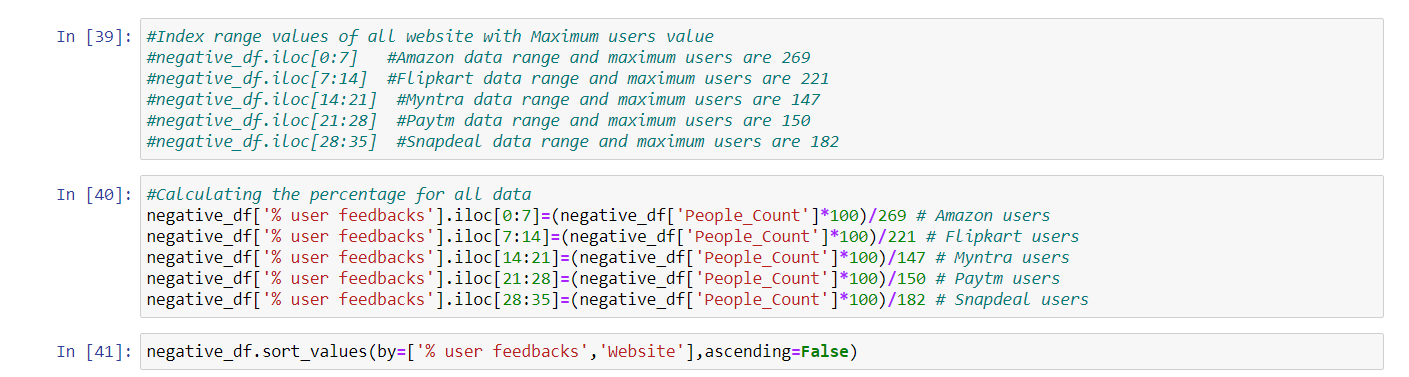 In [39]: #Index range values of all website with Maximum users value
#negative_df.iloc[0:7]   #Amazon data range and maximum users are 269
#negative_df.iloc[7:14]  #Flipkart data range and maximum users are 221
#negative_df.iloc[14:21]  #Myntra data range and maximum users are 147
#negative_df.iloc[21:28]  #Paytm data range and maximum users are 150
#negative_df.iloc[28:35]  #Snapdeal data range and maximum users are 182
In [40]: #Calculating the percentage for all data
negative_df['% user feedbacks'].iloc[0:7]=(negative_df['People_Count']*100)/269 # Amazon users
negative_df['% user feedbacks'].iloc[7:14]=(negative_df['People_Count']*100)/221 # Flipkart users
negative_df['% user feedbacks'].iloc[14:21]=(negative_df['People_Count']*100)/147 # Myntra users
negative_df['% user feedbacks'].iloc[21:28]=(negative_df['People_Count']*100)/150 # Paytm users
negative_df['% user feedbacks'].iloc[28:35]=(negative_df['People_Count']*100)/182 # Snapdeal users
In [41]: negative_df.sort_values(by=['% user feedbacks','Website'],ascending=False)